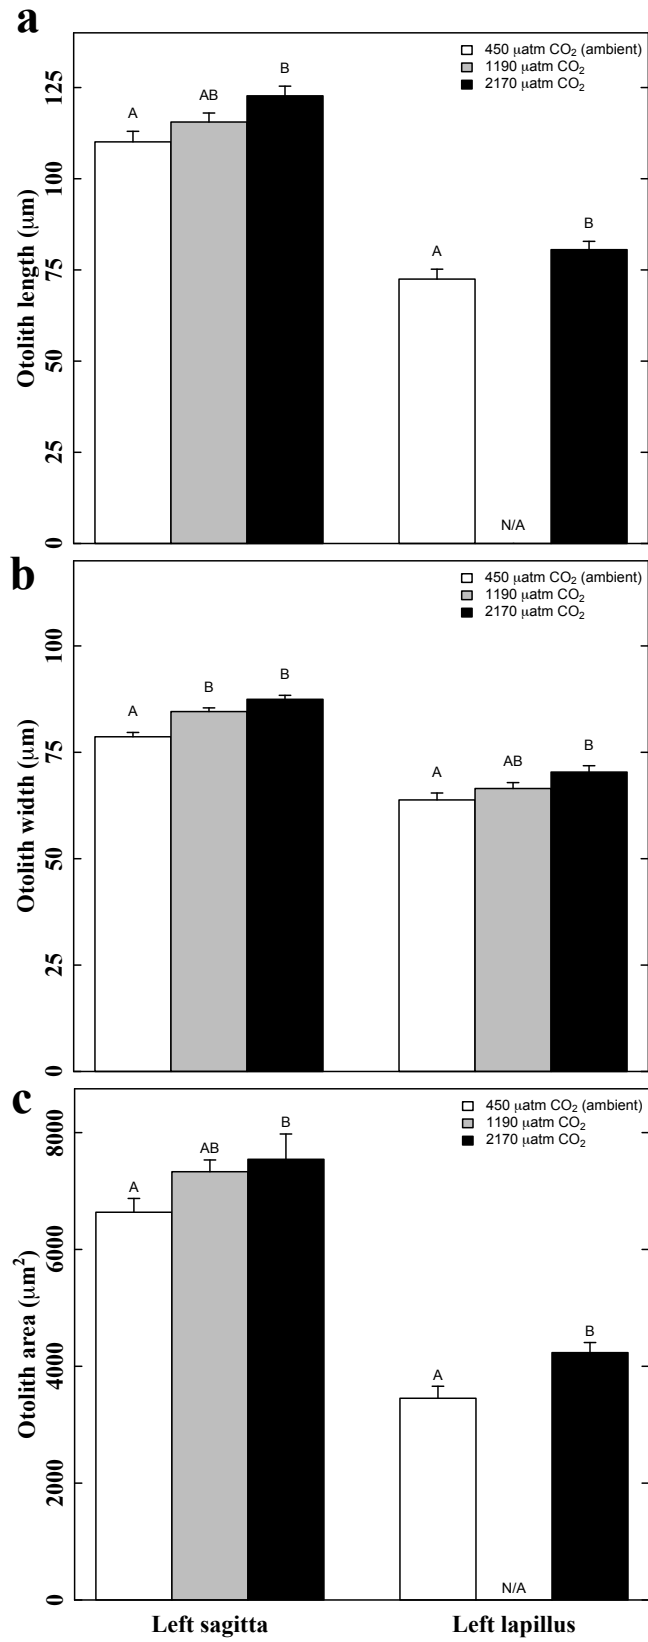 a
450 μatm CO₂ (ambient)
1190 μatm CO₂
2170 μatm CO₂
Otolith length (μm)
125
100
75
50
25
0
A
AB
B
A
N/A
B
b
450 μatm CO₂ (ambient)
1190 μatm CO₂
2170 μatm CO₂
Otolith width (μm)
100
75
50
25
0
A
B
B
A
AB
B
c
450 μatm CO₂ (ambient)
1190 μatm CO₂
2170 μatm CO₂
Otolith area (μm²)
8000
6000
4000
2000
0
A
AB
B
A
N/A
B
Left sagitta
Left lapillus